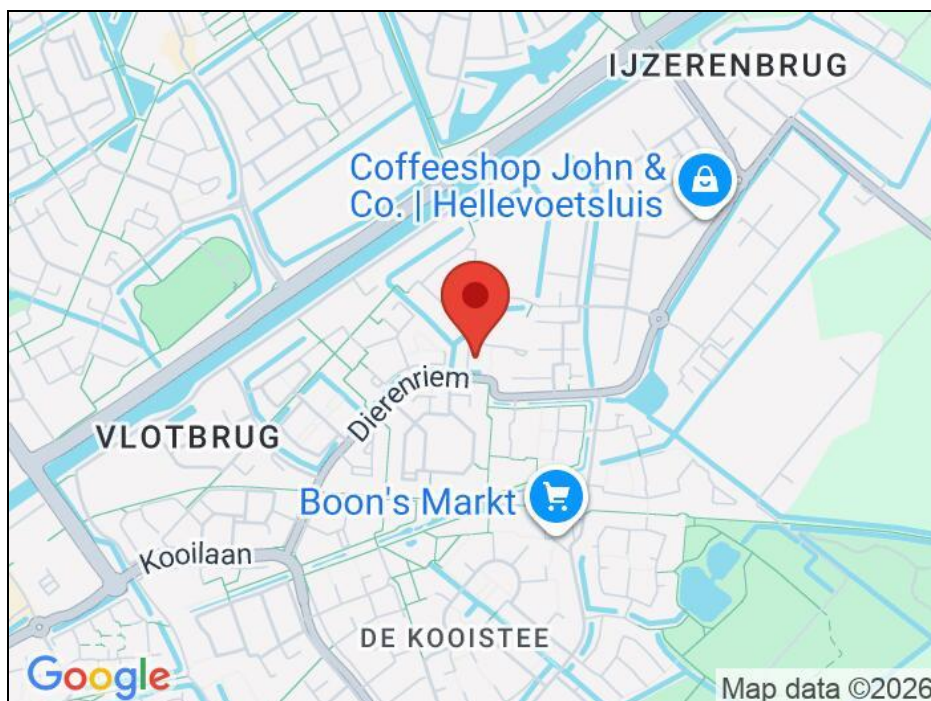 IJZERENBRUG
Coffeeshop John &
Co. | Hellevoetsluis
Dierenriem
VLOTBRUG
Boon's Markt
Kooilaan
DE KOOISTEE
Google
Map data ©2026